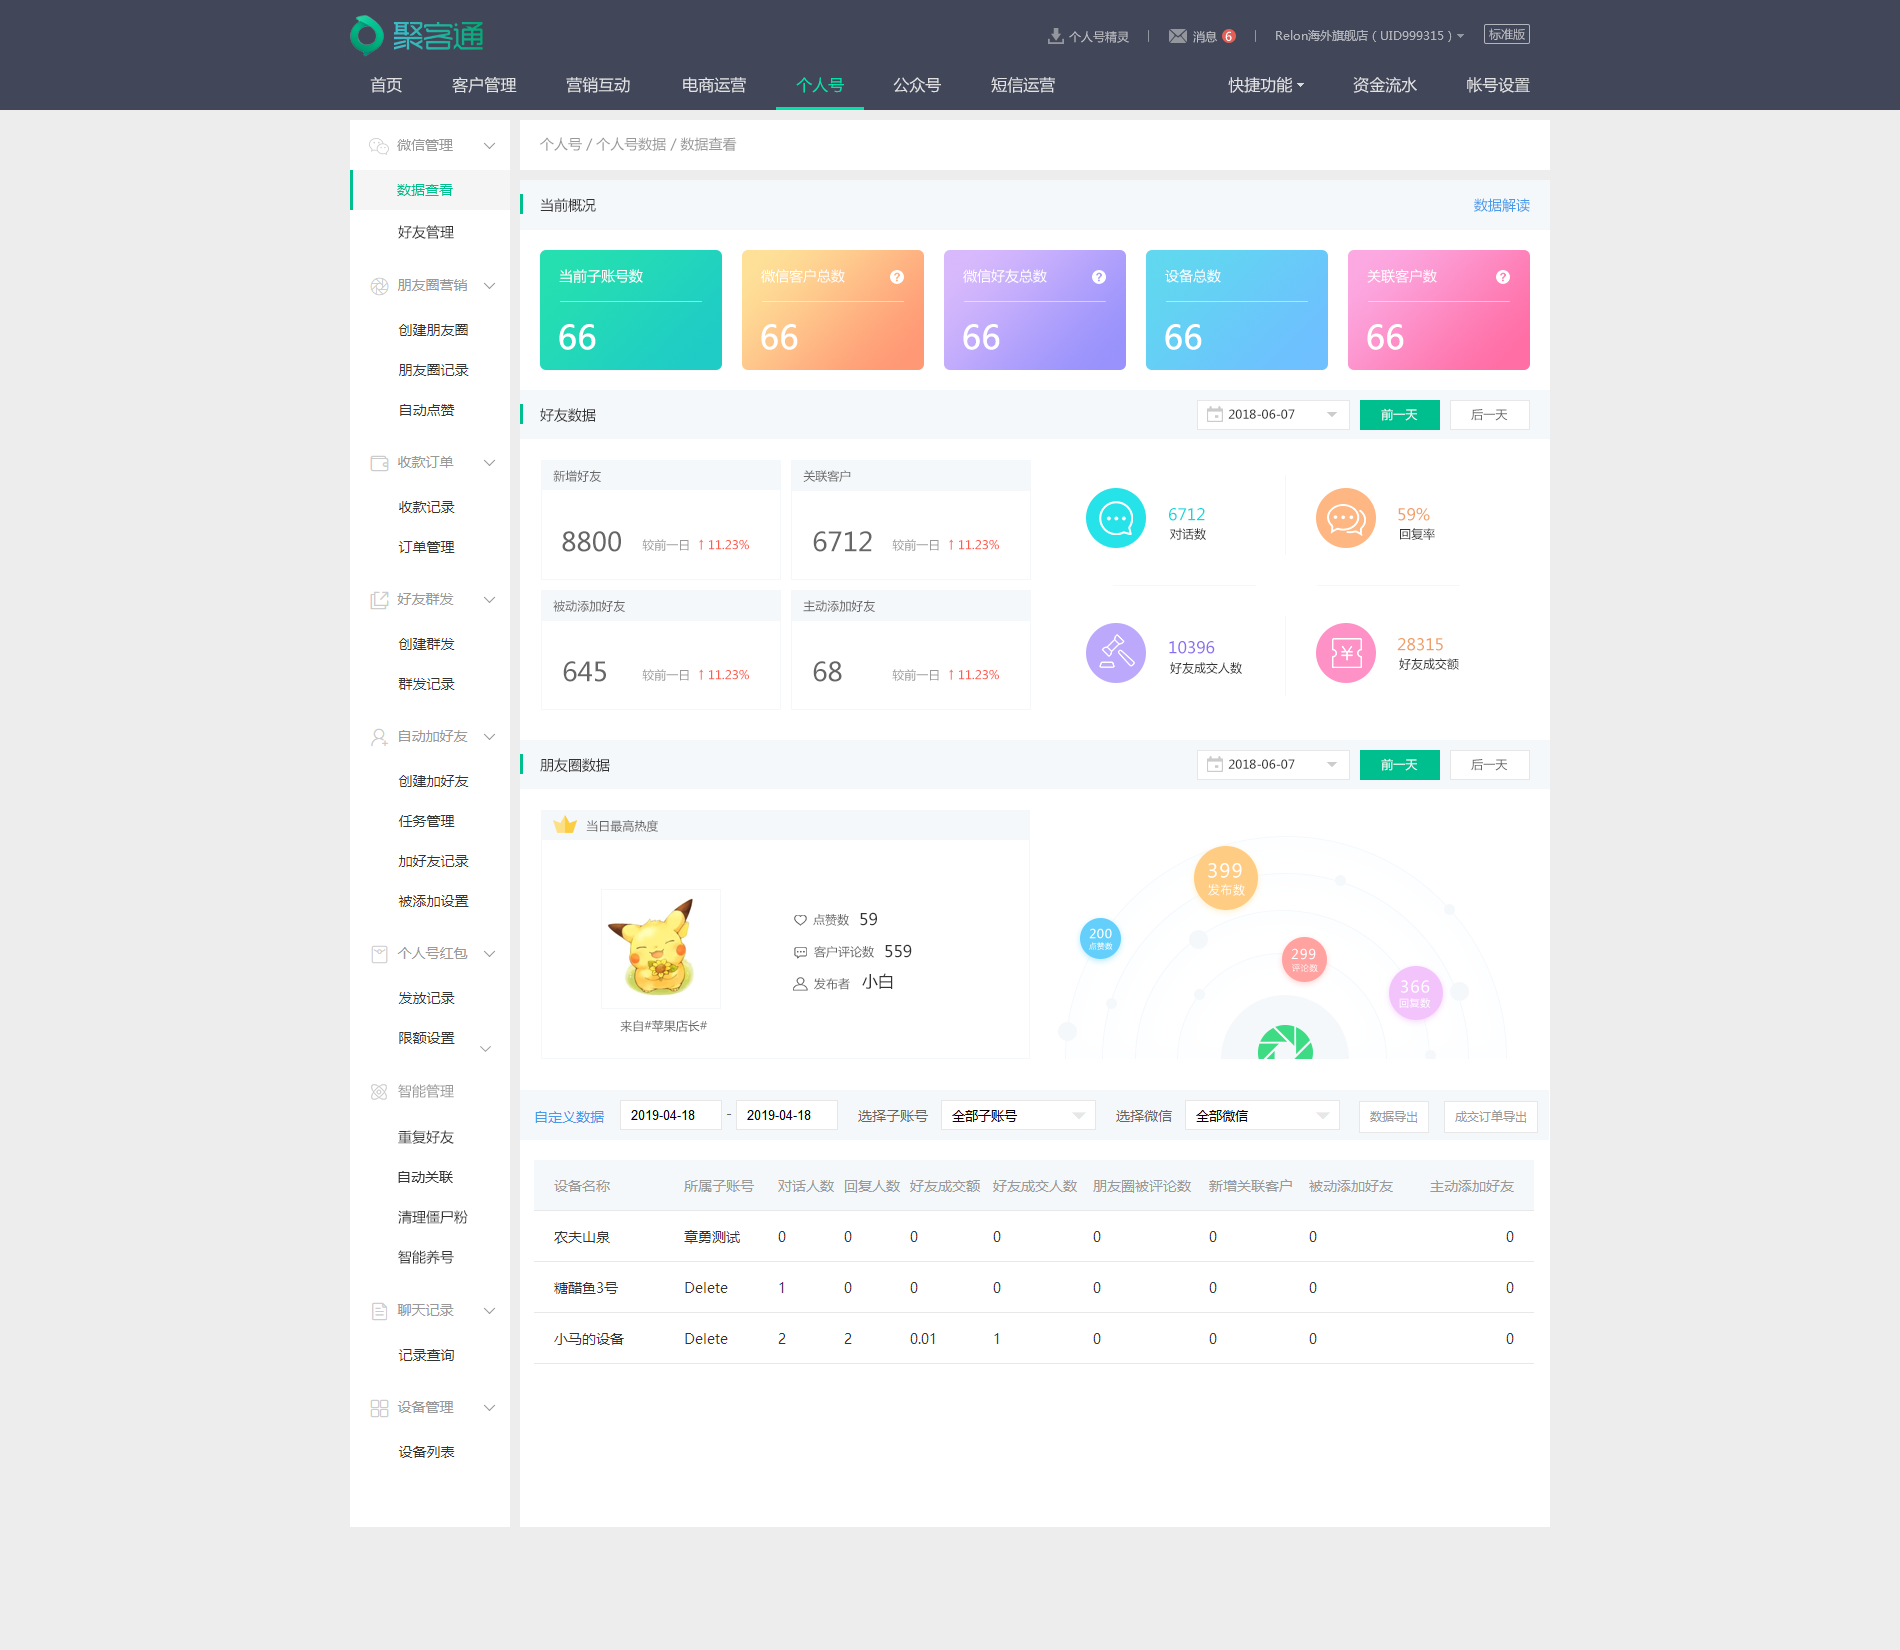 聚客通
个人号精灵 | 消息 6 | Relon海外旗舰店 ( UID999315 ) 标准版
首页 客户管理 营销互动 电商运营 个人号 公众号 短信运营 快捷功能 资金流水 帐号设置
微信管理
数据查看
好友管理
朋友圈营销
创建朋友圈
朋友圈记录
自动点赞
收款订单
收款记录
订单管理
好友群发
创建群发
群发记录
自动加好友
创建加好友
任务管理
加好友记录
被添加设置
个人号红包
发放记录
限额设置
智能管理
重复好友
自动关联
清理僵尸粉
智能养号
聊天记录
记录查询
设备管理
设备列表
个人号 / 个人号数据 / 数据查看
当前概况 数据解读
当前子账号数
66
微信客户总数 ?
66
微信好友总数 ?
66
设备总数
66
关联客户数 ?
66
好友数据 2018-06-07 前一天 后一天
新增好友
8800 较前一日 ↑ 11.23%
关联客户
6712 较前一日 ↑ 11.23%
被动添加好友
645 较前一日 ↑ 11.23%
主动添加好友
68 较前一日 ↑ 11.23%
6712
对话数
59%
回复率
10396
好友成交人数
28315
好友成交额
朋友圈数据 2018-06-07 前一天 后一天
当日最高热度
来自#苹果店长#
点赞数 59
客户评论数 559
发布者 小白
399
发布数
200
点赞数
299
评论数
366
回复数
自定义数据 2019-04-18 - 2019-04-18 选择子账号 全部子账号 选择微信 全部微信 数据导出 成交订单导出
设备名称 所属子账号 对话人数 回复人数 好友成交额 好友成交人数 朋友圈被评论数 新增关联客户 被动添加好友 主动添加好友
农夫山泉 章勇测试 0 0 0 0 0 0 0 0
糖醋鱼3号 Delete 1 0 0 0 0 0 0 0
小马的设备 Delete 2 2 0.01 1 0 0 0 0